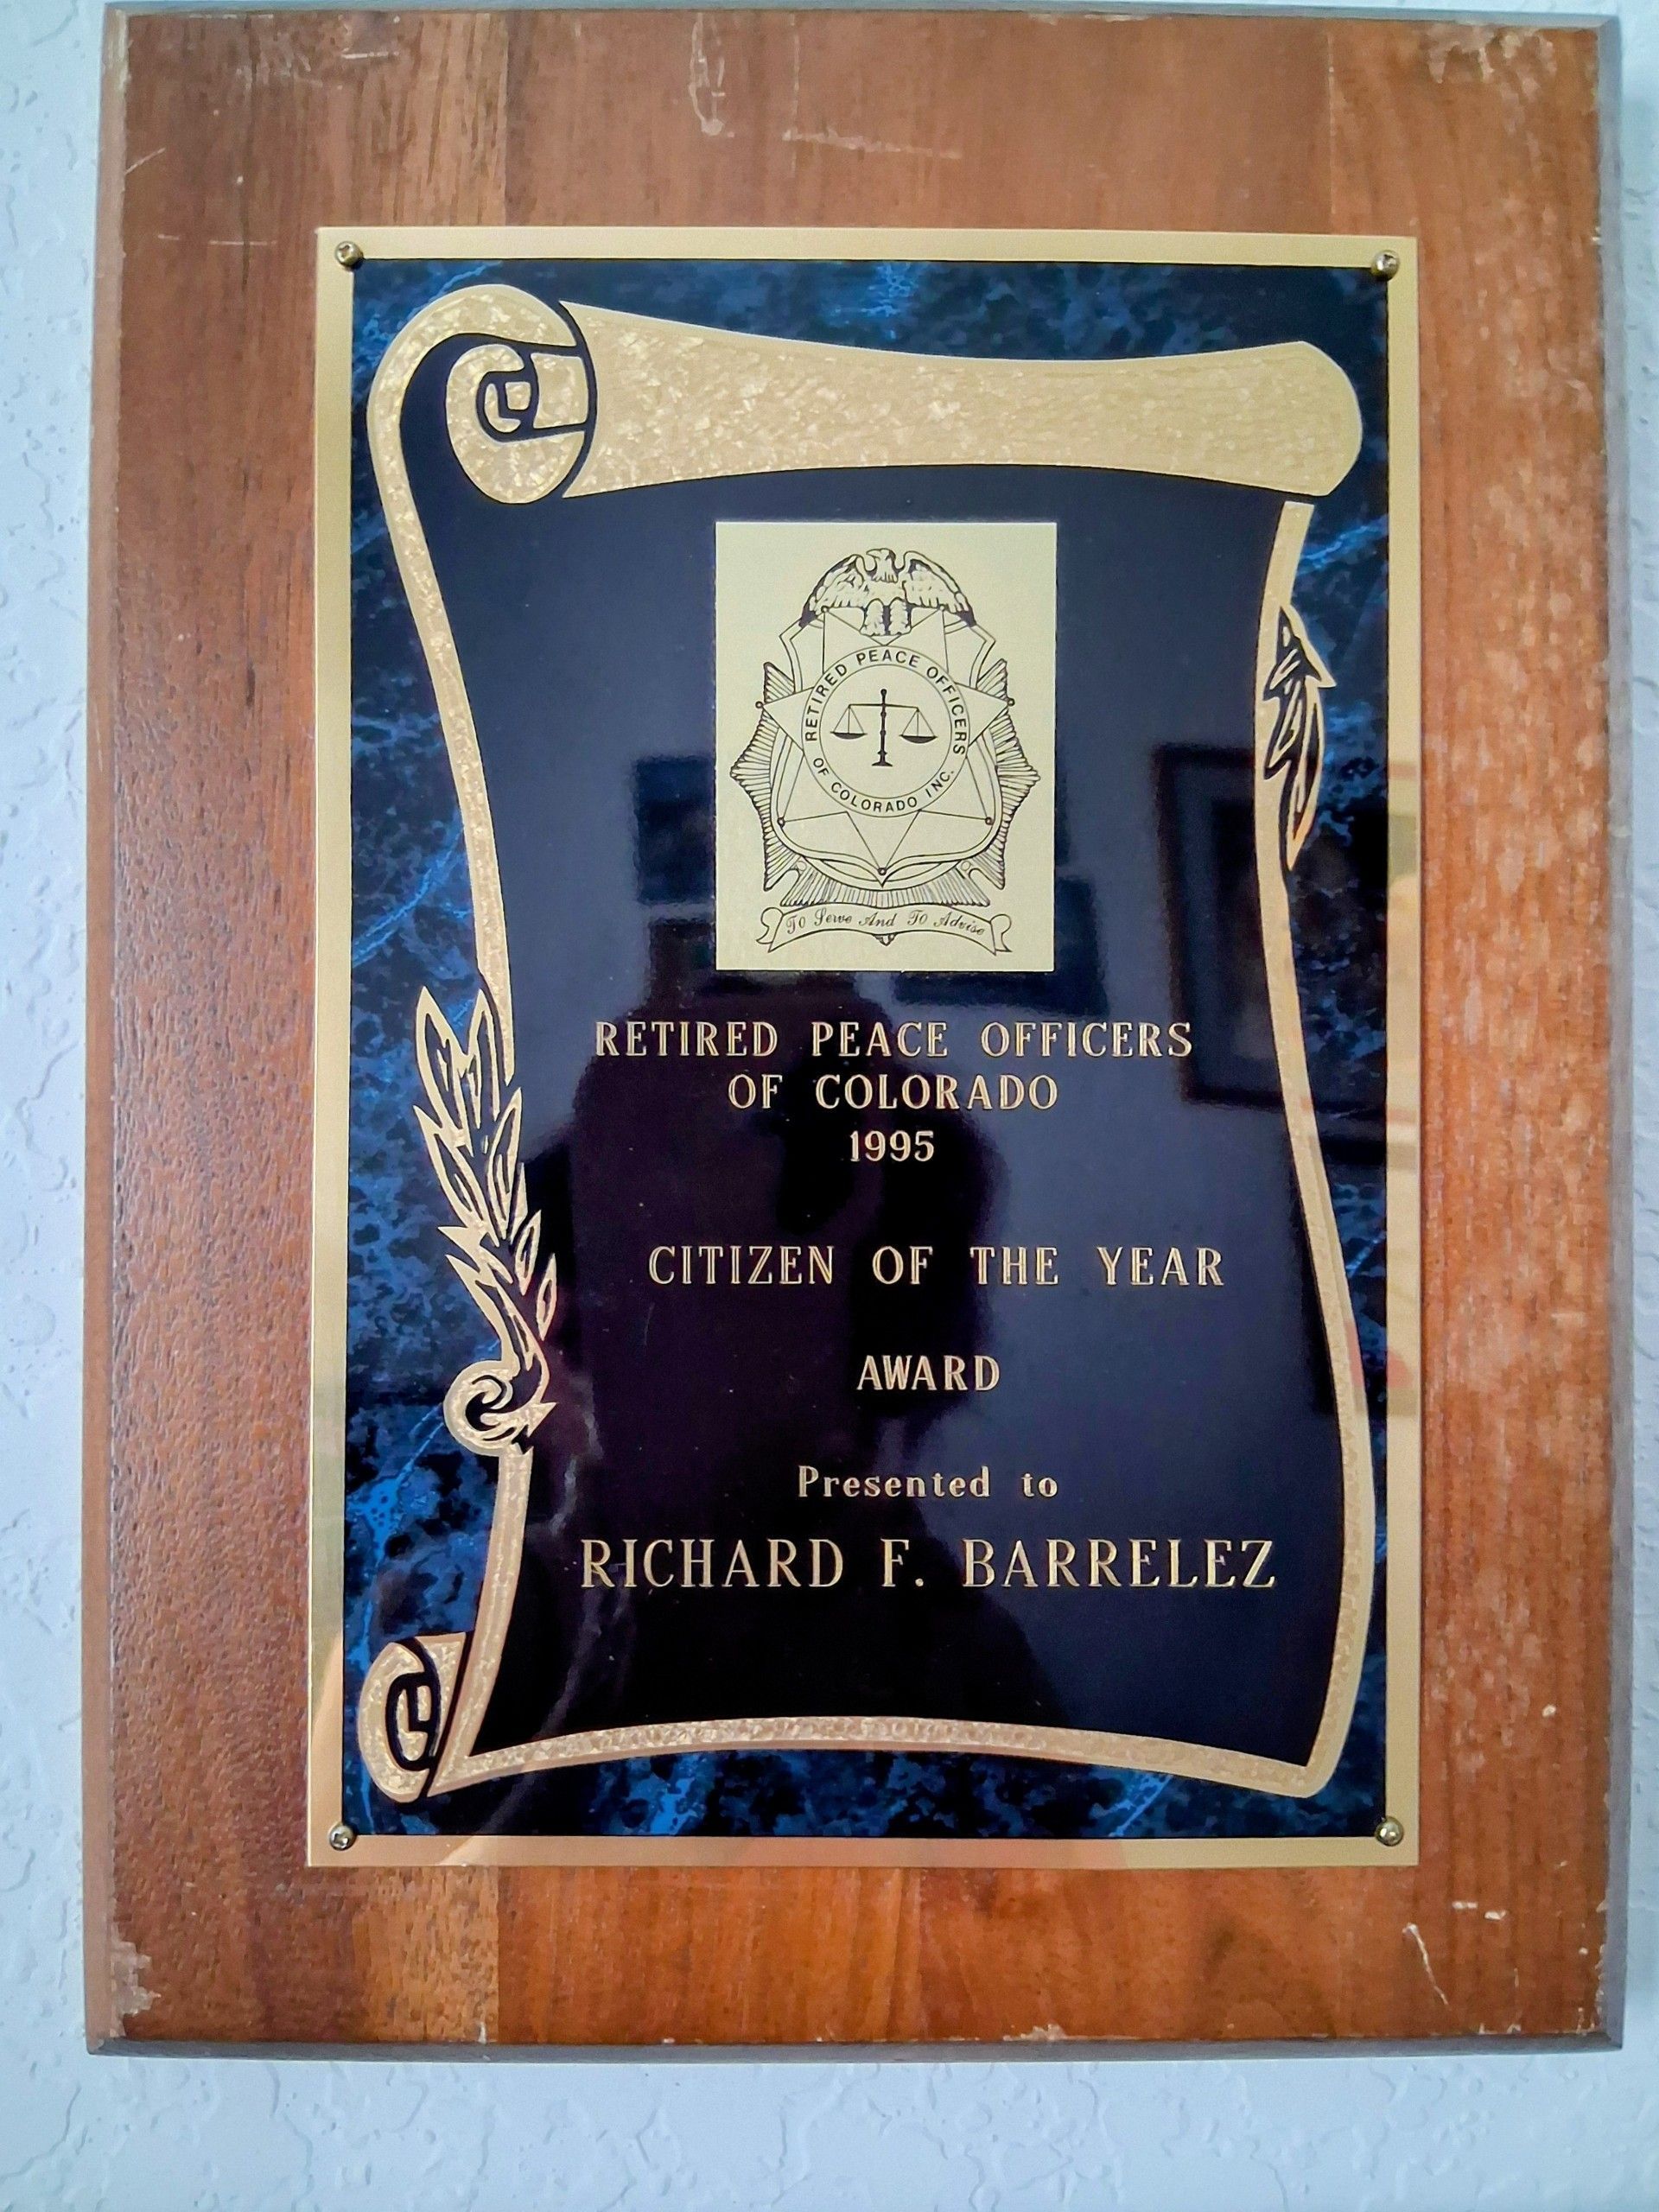 RETIRED PEACE OFFICERS
OF COLORADO INC.
To Serve And To Advise
RETIRED PEACE OFFICERS
OF COLORADO
1995
CITIZEN OF THE YEAR
AWARD
Presented to
RICHARD F. BARRELEZ